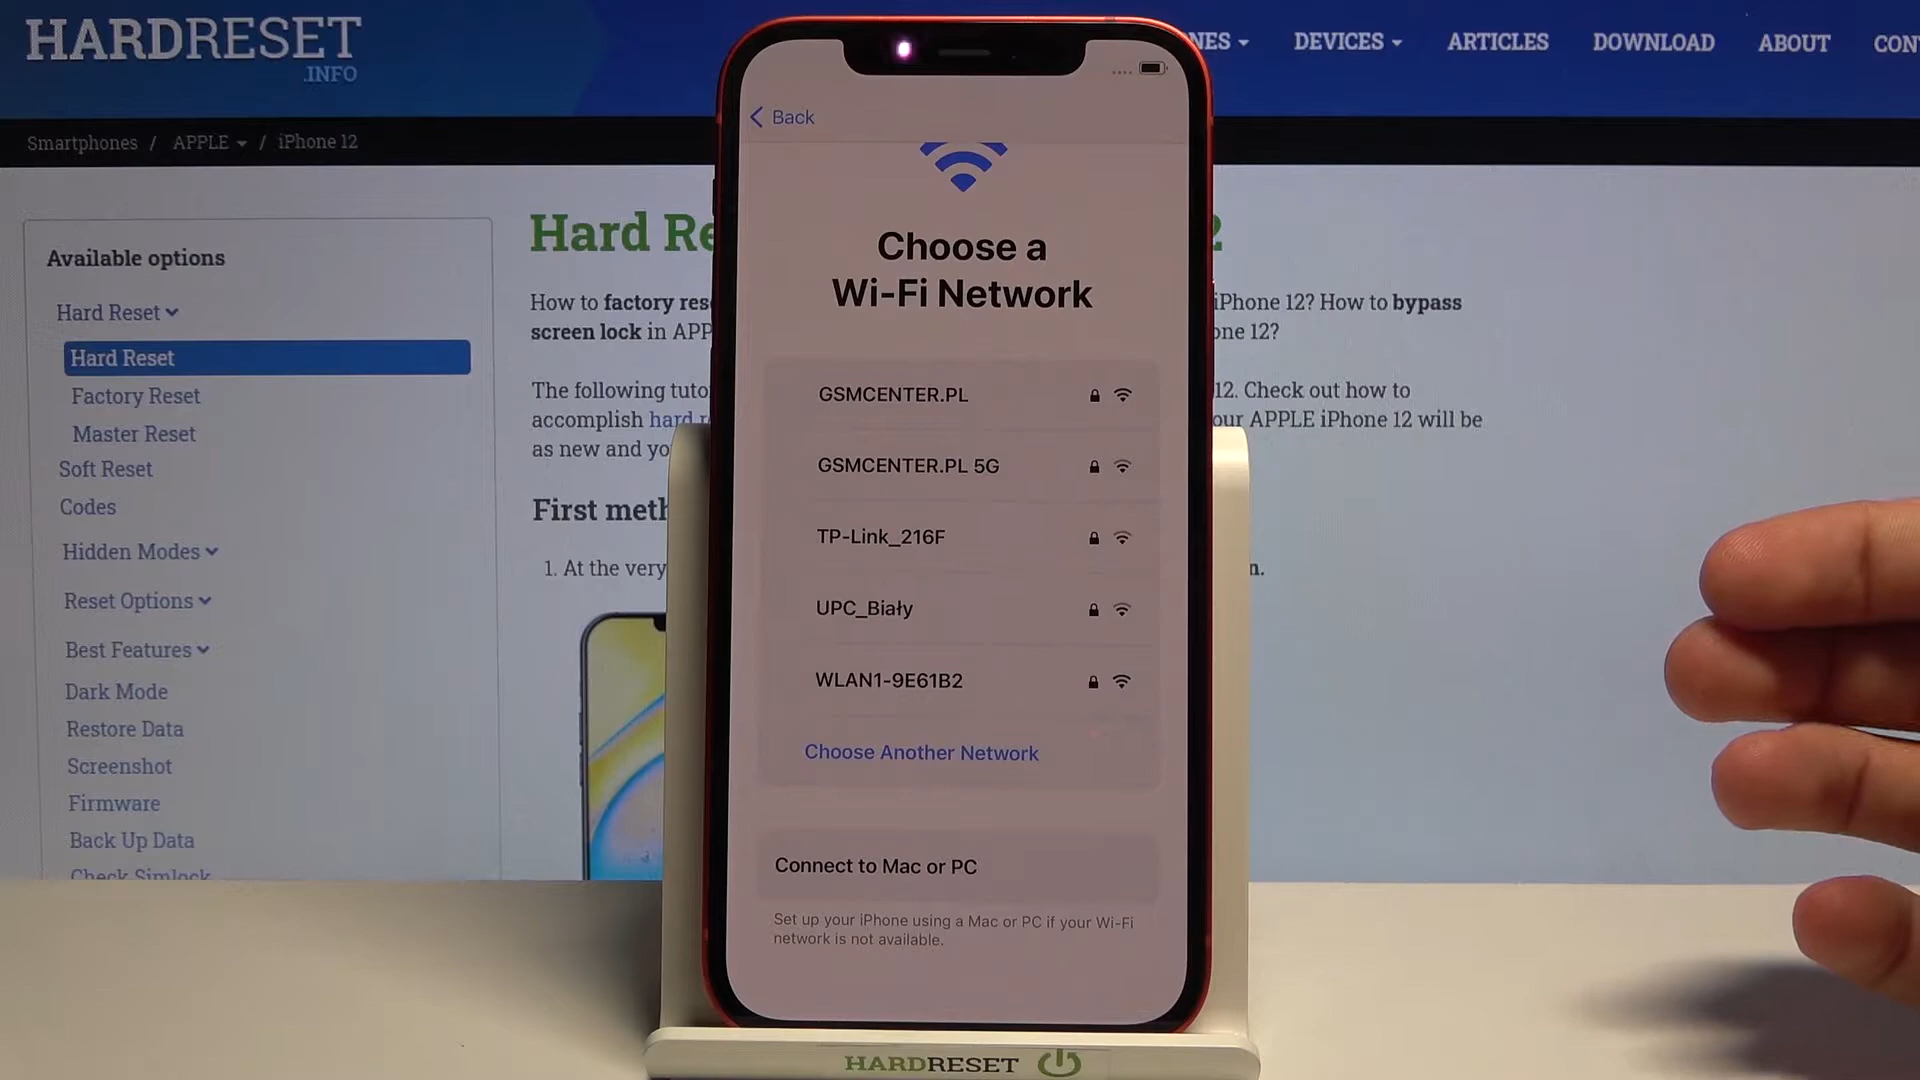 HARDRESET
.INFO
NES
DEVICES
ARTICLES
DOWNLOAD
ABOUT
CON
Smartphones / APPLE / iPhone 12
Available options
Hard Reset
Hard Reset
Factory Reset
Master Reset
Soft Reset
Codes
Hidden Modes
Reset Options
Best Features
Dark Mode
Restore Data
Screenshot
Firmware
Back Up Data
Check Simlock
Hard Re 2
How to factory res iPhone 12? How to bypass
screen lock in APP one 12?
The following tuto 12. Check out how to
accomplish hard r our APPLE iPhone 12 will be
as new and yo
First meth
1. At the very n.
Back
Choose a
Wi-Fi Network
GSMCENTER.PL
GSMCENTER.PL 5G
TP-Link_216F
UPC_Biały
WLAN1-9E61B2
Choose Another Network
Connect to Mac or PC
Set up your iPhone using a Mac or PC if your Wi-Fi
network is not available.
HARDRESET